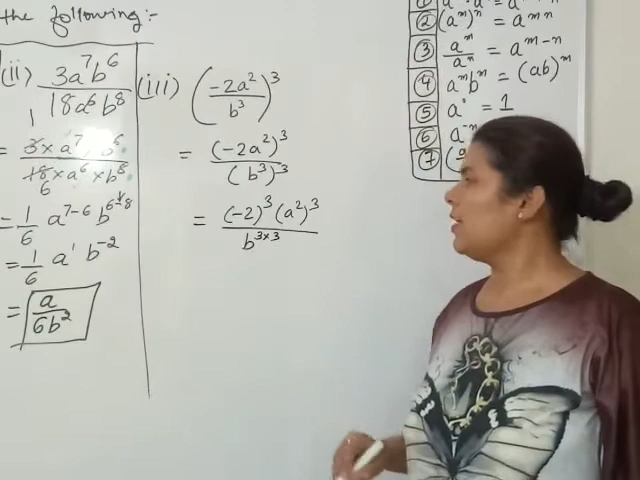 the following:-
(ii) 3a⁷b⁶ / 18a⁶b⁸
= 3×a⁷×b⁶ / 18×a⁶×b⁸
6
= 1/6 a⁷⁻⁶ b⁶⁻⁸
= 1/6 a¹ b⁻²
= a / 6b²
(iii) (-2a² / b³)³
= (-2a²)³ / (b³)³
= (-2)³ (a²)³ / b³ˣ³
② (aᵐ)ⁿ = aᵐⁿ
③ aᵐ / aⁿ = aᵐ⁻ⁿ
④ aᵐbᵐ = (ab)ᵐ
⑤ a⁰ = 1
⑥
⑦